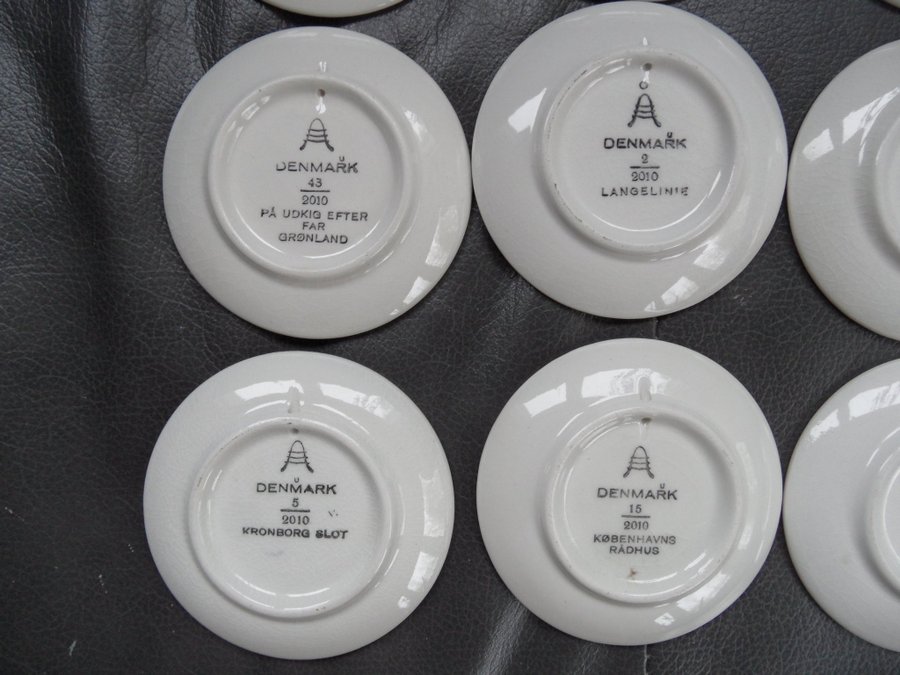 DENMARK
43
2010
PÅ UDKIG EFTER
FAR
GRØNLAND
DENMARK
2
2010
LANGELINIE
DENMARK
5
2010
KRONBORG SLOT
DENMARK
15
2010
KØBENHAVNS
RÅDHUS